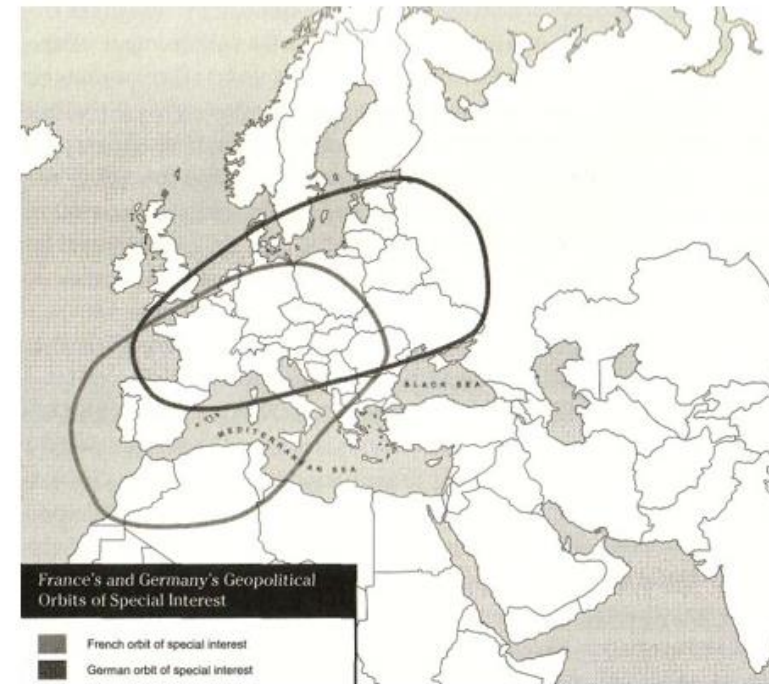 BLACK SEA
MEDITERRANEAN SEA
France's and Germany's Geopolitical
Orbits of Special Interest
French orbit of special interest
German orbit of special interest